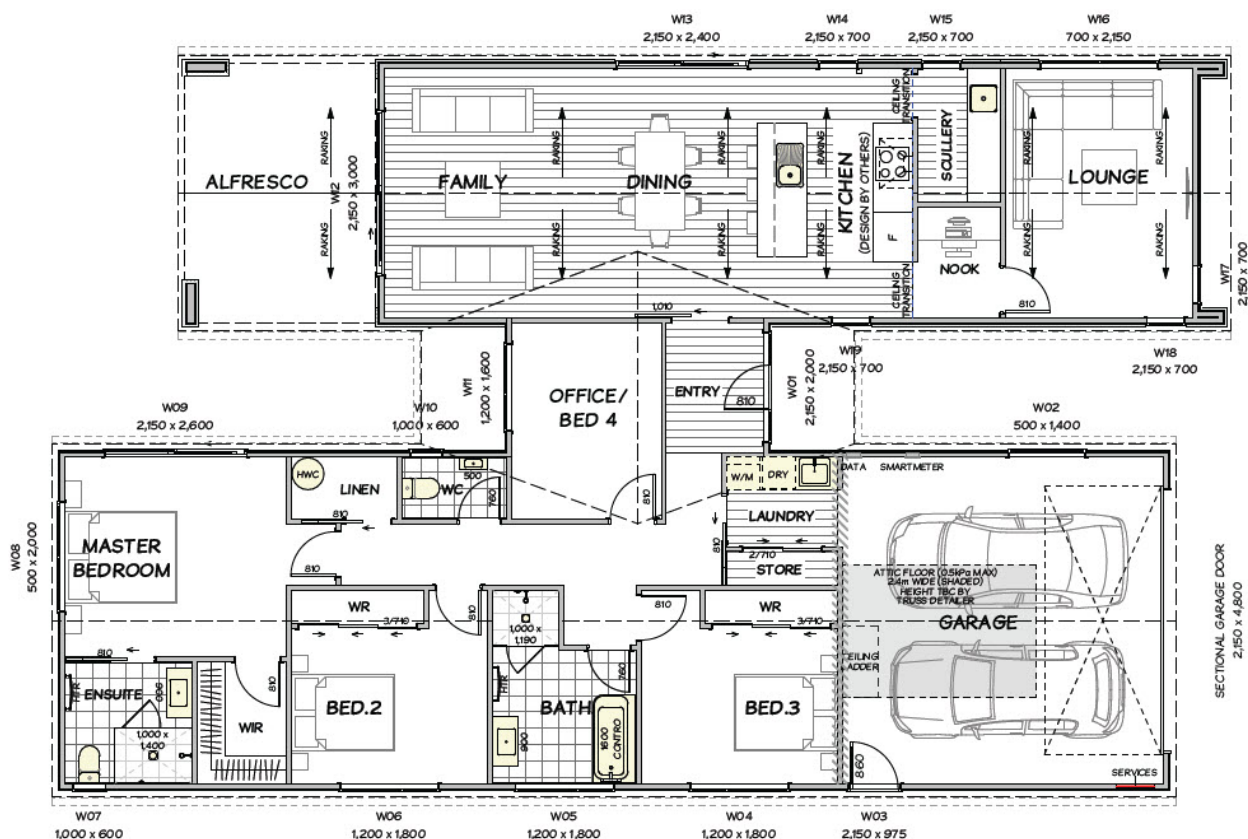 W13
2,150 x 2,400
W14
2,150 x 700
W15
2,150 x 700
W16
700 x 2,150
ALFRESCO
RAKING
RAKING
W12
2,150 x 3,000
FAMILY
RAKING
RAKING
DINING
RAKING
RAKING
RAKING
RAKING
KITCHEN
(DESIGN BY OTHERS)
CEILING
TRANSITION
CEILING
TRANSITION
F
SCULLERY
NOOK
810
RAKING
RAKING
LOUNGE
RAKING
RAKING
W17
2,150 x 700
1,010
W11
1,200 x 1,600
OFFICE/
BED 4
810
ENTRY
810
W01
2,150 x 2,000
W19
2,150 x 700
W18
2,150 x 700
W09
2,150 x 2,600
W10
1,000 x 600
W02
500 x 1,400
W08
500 x 2,000
MASTER
BEDROOM
HWC
LINEN
810
810
500
WC
760
W/M
DRY
LAUNDRY
810
2/710
STORE
DATA
SMARTMETER
ATTIC FLOOR (0.5kPa MAX)
2.4m WIDE (SHADED)
HEIGHT TBC BY
TRUSS DETAILER
GARAGE
CEILING
LADDER
SECTIONAL GARAGE DOOR
2,150 x 4,800
WR
3/710
810
1,000 x
1,190
810
WR
3/710
810
HTR
ENSUITE
900
1,000 x
1,400
WIR
810
BED.2
HTR
BATH
760
900
1600
CONTRO
BED.3
860
SERVICES
W07
1,000 x 600
W06
1,200 x 1,800
W05
1,200 x 1,800
W04
1,200 x 1,800
W03
2,150 x 975